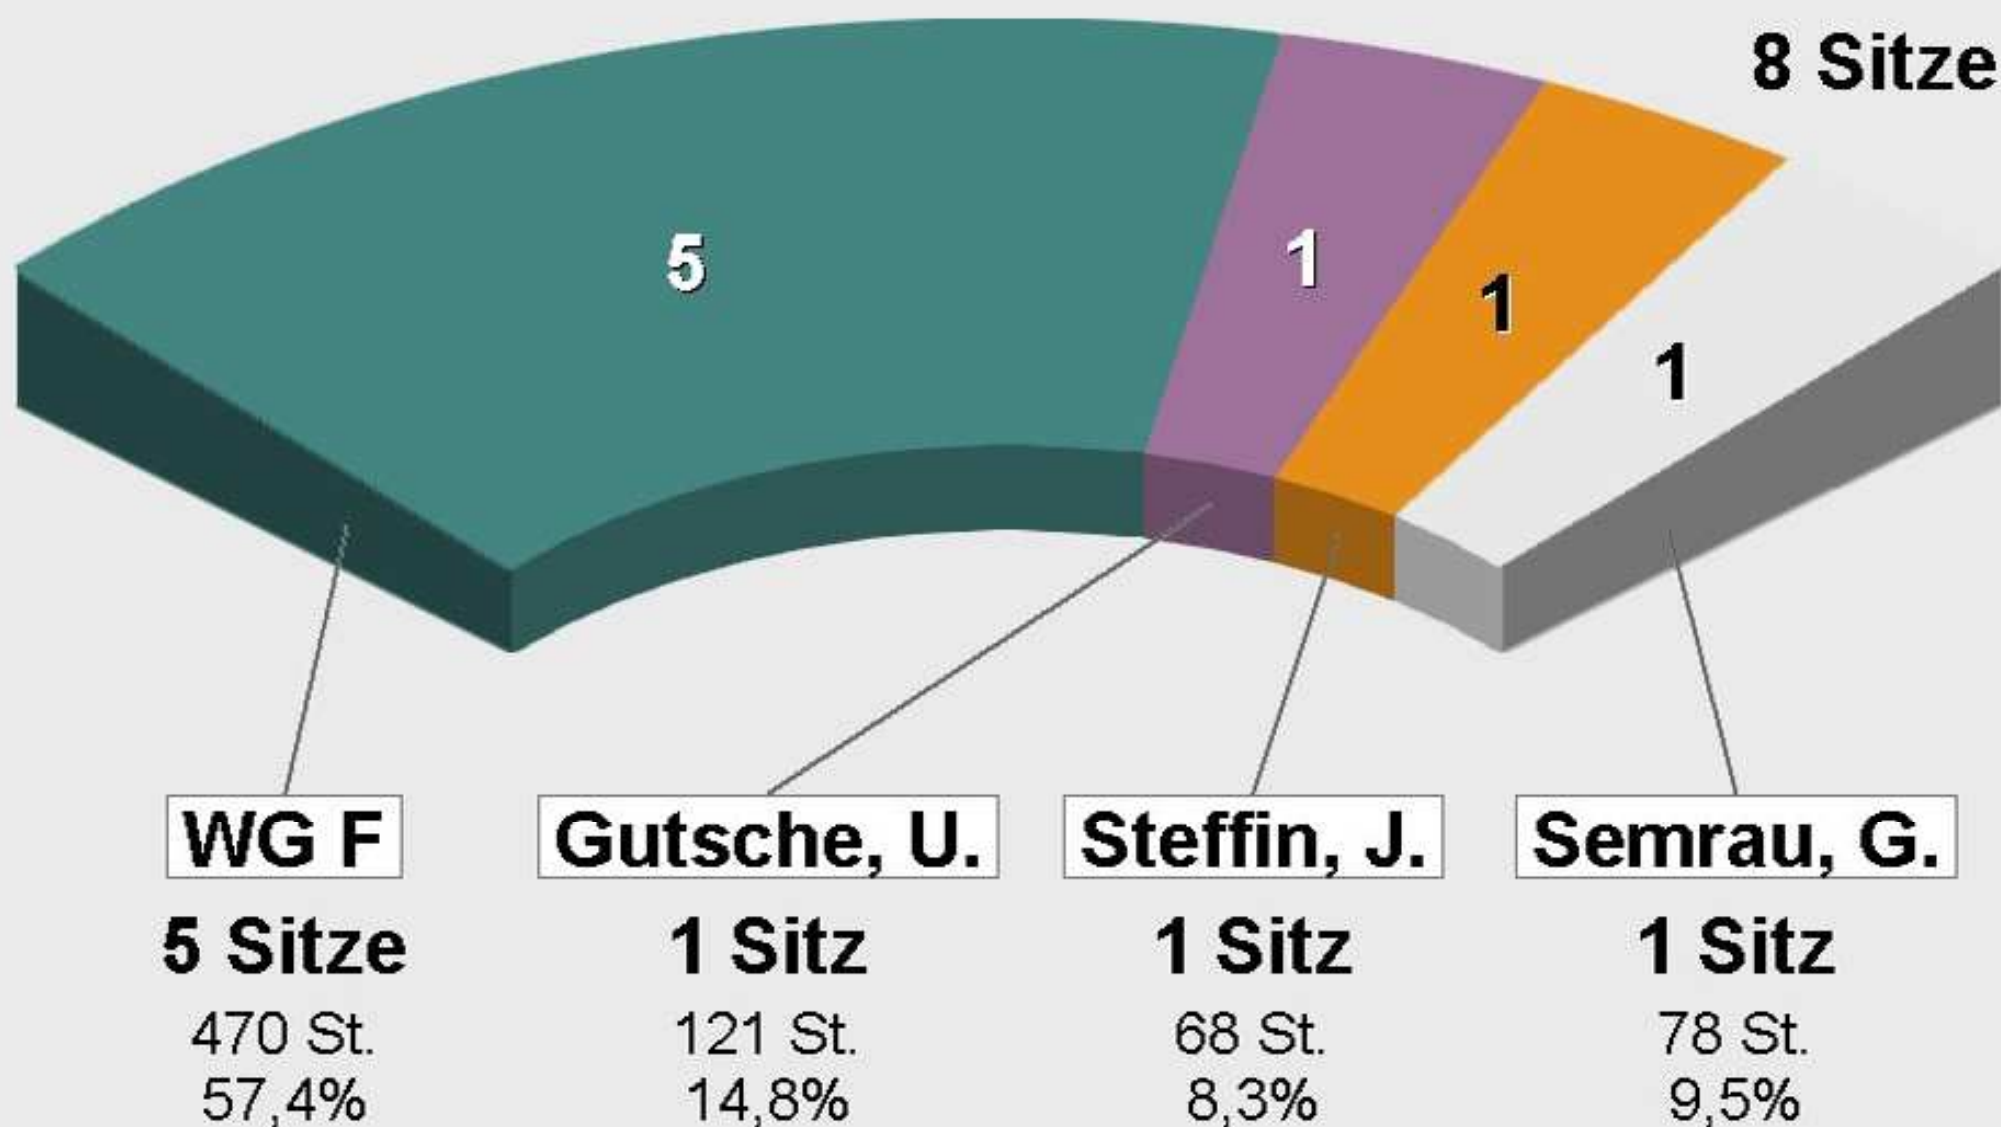 8 Sitze
5
1
1
1
WG F
Gutsche, U.
Steffin, J.
Semrau, G.
5 Sitze
1 Sitz
1 Sitz
1 Sitz
470 St.
121 St.
68 St.
78 St.
57,4%
14,8%
8,3%
9,5%